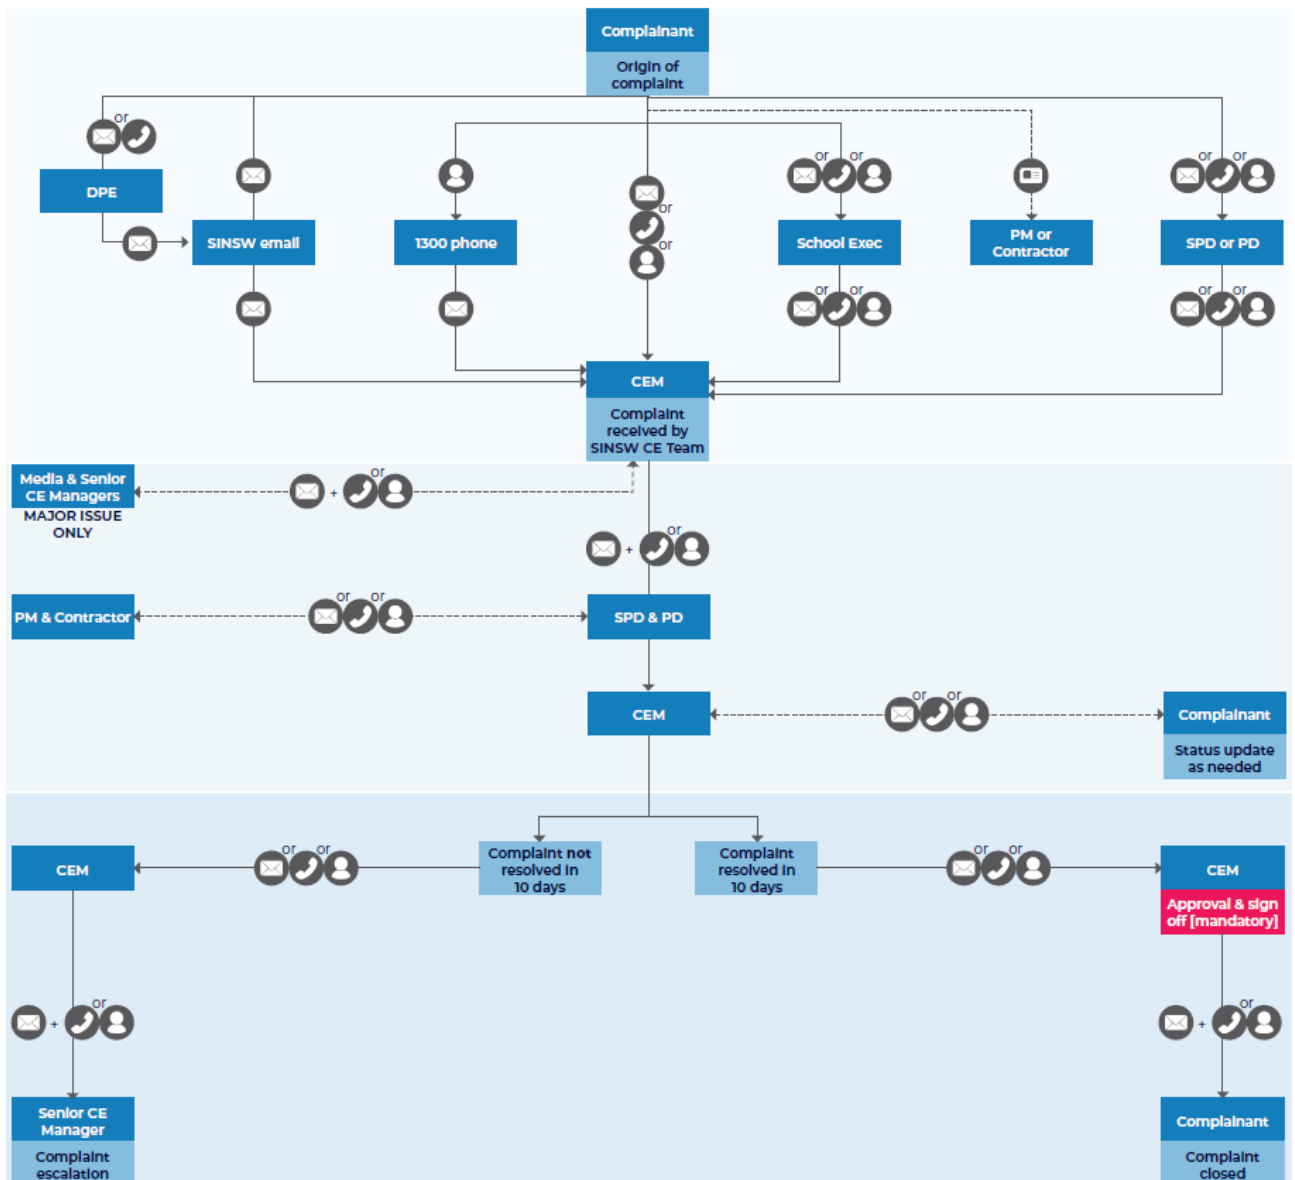 Complainant
Origin of
complaint
or
DPE
SINSW email
1300 phone
or
or
or or
School Exec
or or
PM or
Contractor
or or
SPD or PD
or or
CEM
Complaint
received by
SINSW CE Team
Media & Senior
CE Managers
MAJOR ISSUE
ONLY
+ or
+ or
PM & Contractor
or or
SPD & PD
CEM
or or
Complainant
Status update
as needed
CEM
or or
Complaint not
resolved in
10 days
Complaint
resolved in
10 days
or or
CEM
Approval & sign
off [mandatory]
+ or
+ or
Senior CE
Manager
Complaint
escalation
Complainant
Complaint
closed